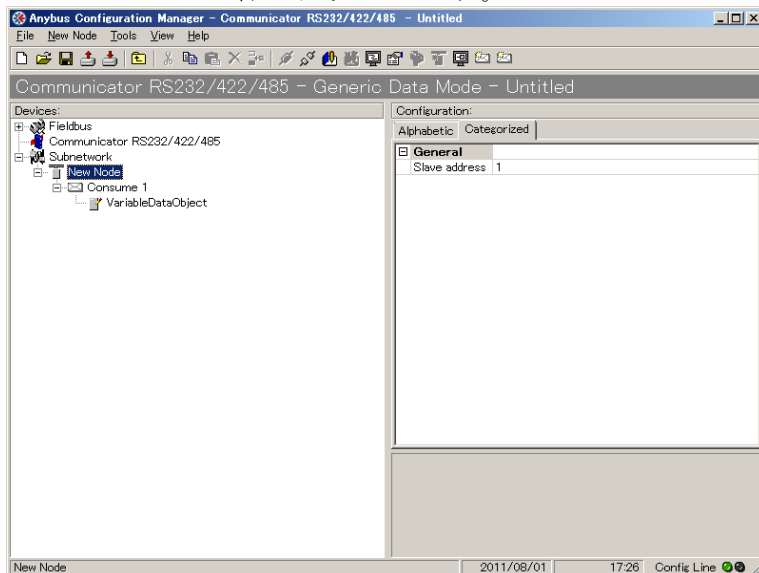 Anybus Configuration Manager - Communicator RS232/422/485 - Untitled
File New Node Tools View Help
Communicator RS232/422/485 - Generic Data Mode - Untitled
Devices:
Fieldbus
Communicator RS232/422/485
Subnetwork
New Node
Consume 1
VariableDataObject
Configuration:
Alphabetic Categorized
General
Slave address 1
New Node 2011/08/01 17:26 Config Line